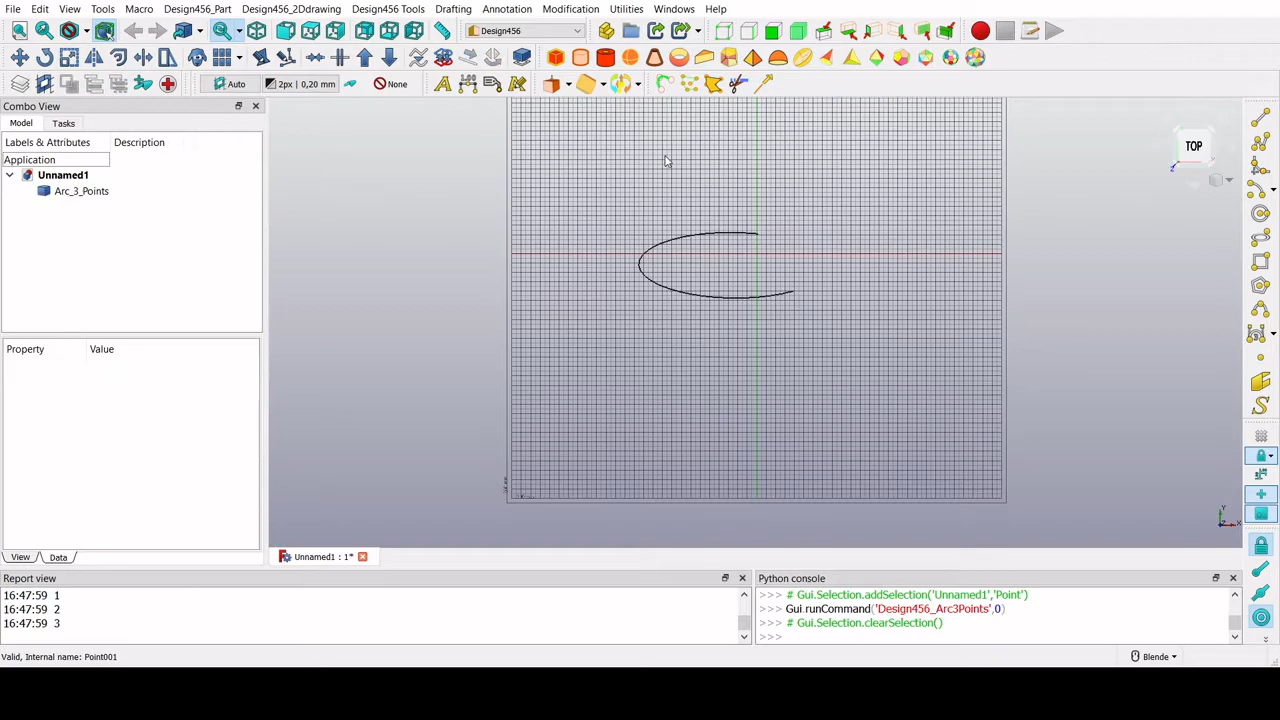 File Edit View Tools Macro Design456_Part Design456_2Ddrawing Design456 Tools Drafting Annotation Modification Utilities Windows Help
Design456
Auto 2px | 0,20 mm None
Combo View
Model Tasks
Labels & Attributes Description
Application
Unnamed1
Arc_3_Points
TOP
Z
Property Value
Y
X
View Data
Unnamed1 : 1*
Report view
16:47:59 1
16:47:59 2
16:47:59 3
Python console
>>> # Gui.Selection.addSelection('Unnamed1','Point')
>>> Gui.runCommand('Design456_Arc3Points',0)
>>> # Gui.Selection.clearSelection()
>>>
Valid, Internal name: Point001
Blende